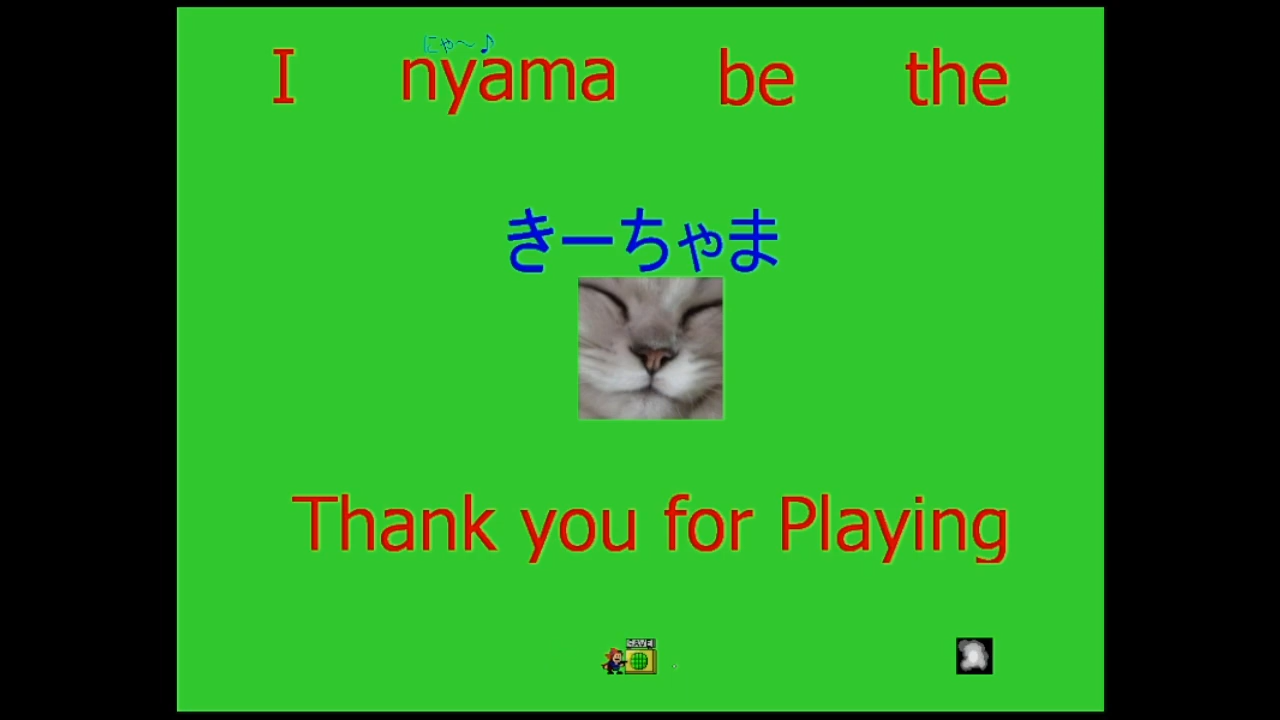 にゃ～♪
I nyama be the
きーちゃま
Thank you for Playing
SAVE